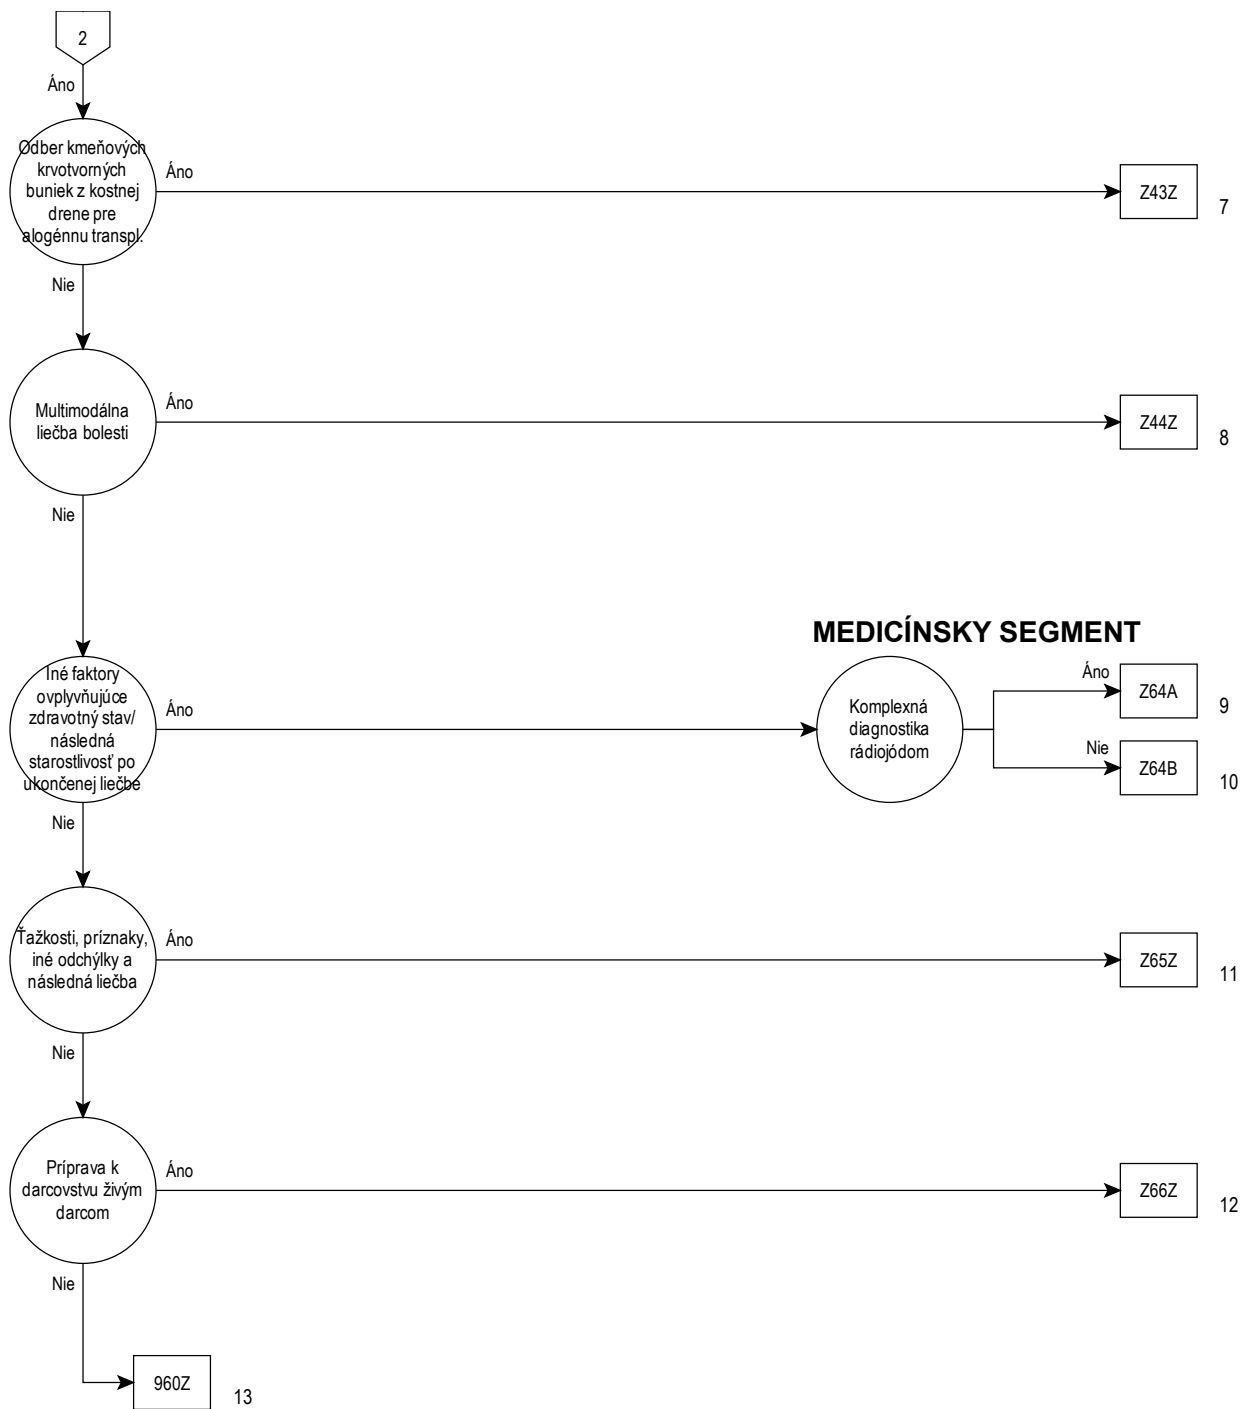 2
Áno
Odber kmeňových
krvotvorných
buniek z kostnej
drene pre
alogénnu transpl.
Áno
Z43Z
7
Nie
Multimodálna
liečba bolesti
Áno
Z44Z
8
Nie
MEDICÍNSKY SEGMENT
Iné faktory
ovplyvňujúce
zdravotný stav/
následná
starostlivosť po
ukončenej liečbe
Áno
Komplexná
diagnostika
rádiojódom
Áno
Z64A
9
Nie
Z64B
10
Nie
Ťažkosti, príznaky,
iné odchýlky a
následná liečba
Áno
Z65Z
11
Nie
Príprava k
darcovstvu živým
darcom
Áno
Z66Z
12
Nie
960Z
13